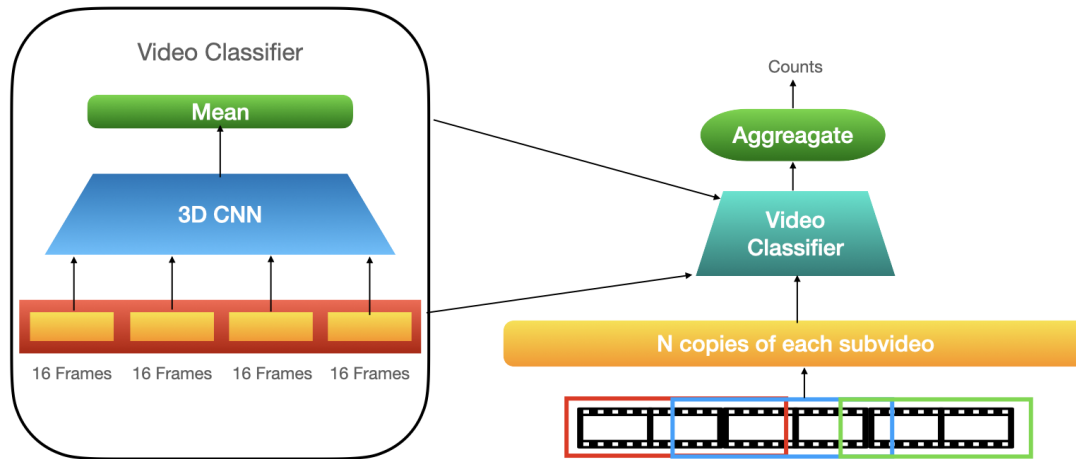 Video Classifier
Mean
3D CNN
16 Frames
16 Frames
16 Frames
16 Frames
Counts
Aggreagate
Video
Classifier
N copies of each subvideo